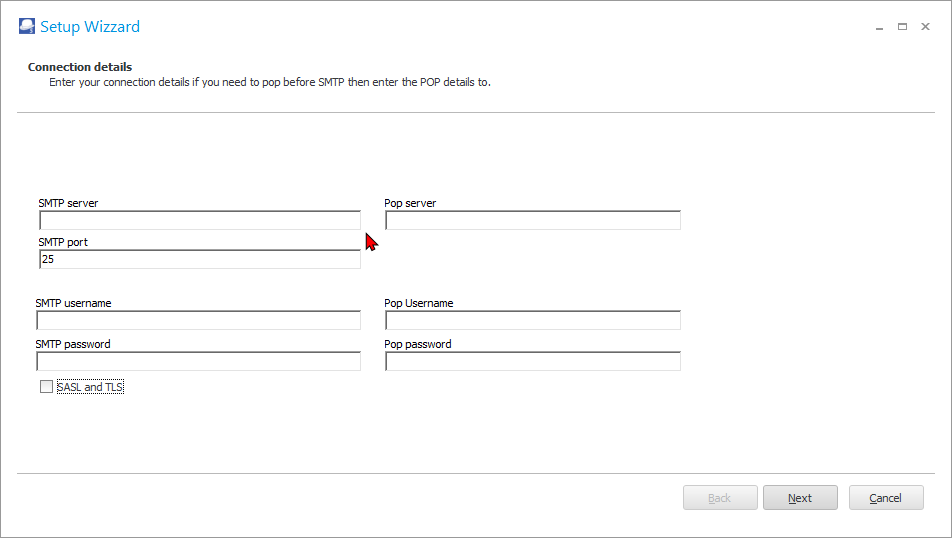 Setup Wizzard
Connection details
Enter your connection details if you need to pop before SMTP then enter the POP details to.
SMTP server
Pop server
SMTP port
25
SMTP username
Pop Username
SMTP password
Pop password
SASL and TLS
Back
Next
Cancel